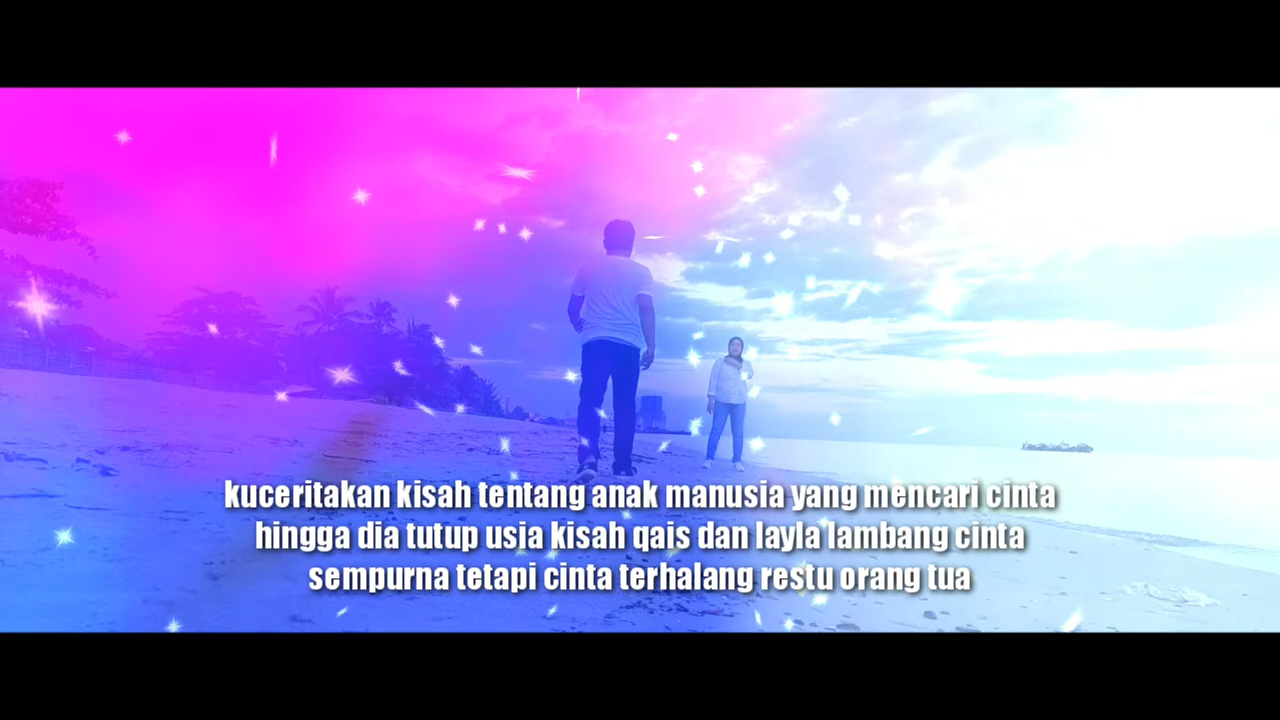 kuceritakan kisah tentang anak manusia yang mencari cinta
hingga dia tutup usia kisah qais dan layla lambang cinta
sempurna tetapi cinta terhalang restu orang tua